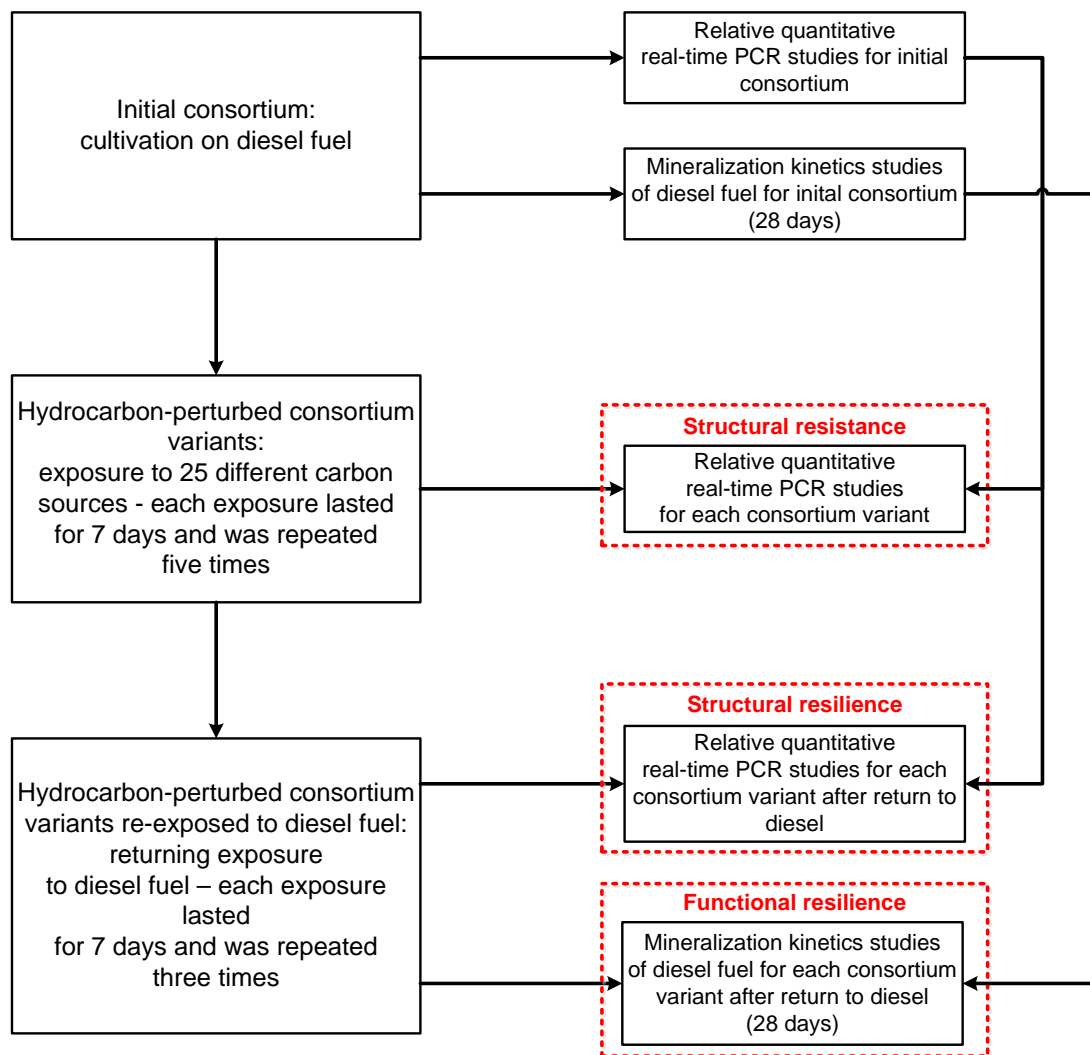 Initial consortium:
cultivation on diesel fuel
Relative quantitative
real-time PCR studies for initial
consortium
Mineralization kinetics studies
of diesel fuel for inital consortium
(28 days)
Hydrocarbon-perturbed consortium
variants:
exposure to 25 different carbon
sources - each exposure lasted
for 7 days and was repeated
five times
Structural resistance
Relative quantitative
real-time PCR studies
for each consortium variant
Hydrocarbon-perturbed consortium
variants re-exposed to diesel fuel:
returning exposure
to diesel fuel – each exposure
lasted
for 7 days and was repeated
three times
Structural resilience
Relative quantitative
real-time PCR studies for each
consortium variant after return to
diesel
Functional resilience
Mineralization kinetics studies
of diesel fuel for each consortium
variant after return to diesel
(28 days)